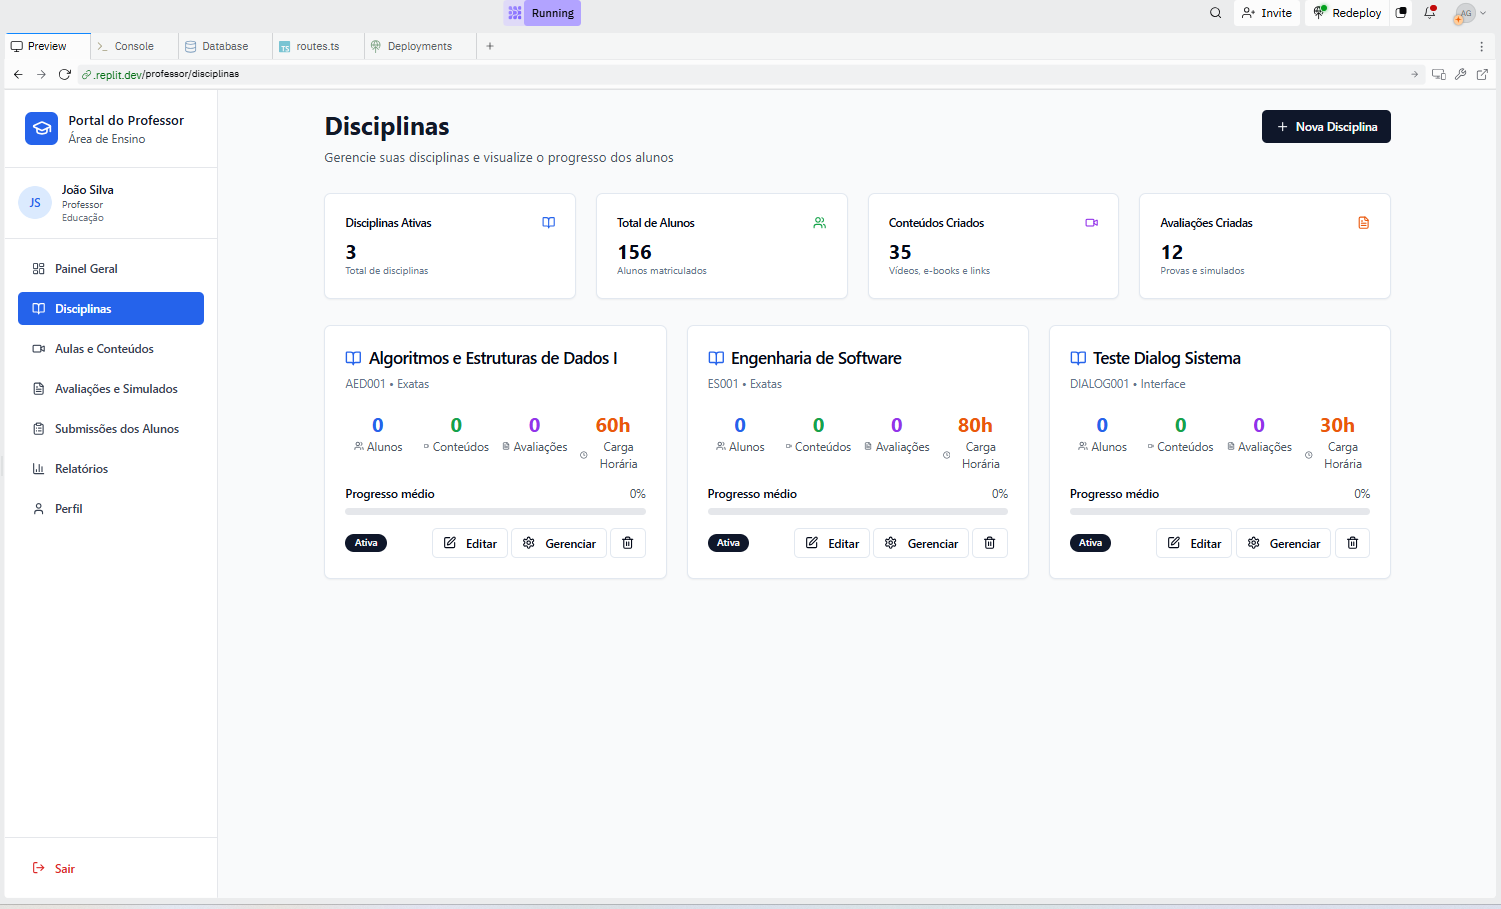 Running
Invite
Redeploy
AG
Preview
Console
Database
routes.ts
Deployments
.replit.dev/professor/disciplinas
Portal do Professor
Área de Ensino
JS
João Silva
Professor
Educação
Painel Geral
Disciplinas
Aulas e Conteúdos
Avaliações e Simulados
Submissões dos Alunos
Relatórios
Perfil
Sair
Disciplinas
Gerencie suas disciplinas e visualize o progresso dos alunos
+ Nova Disciplina
Disciplinas Ativas
3
Total de disciplinas
Total de Alunos
156
Alunos matriculados
Conteúdos Criados
35
Vídeos, e-books e links
Avaliações Criadas
12
Provas e simulados
Algoritmos e Estruturas de Dados I
AED001 • Exatas
0 0 0 60h
Alunos Conteúdos Avaliações Carga
Horária
Progresso médio 0%
Ativa Editar Gerenciar
Engenharia de Software
ES001 • Exatas
0 0 0 80h
Alunos Conteúdos Avaliações Carga
Horária
Progresso médio 0%
Ativa Editar Gerenciar
Teste Dialog Sistema
DIALOG001 • Interface
0 0 0 30h
Alunos Conteúdos Avaliações Carga
Horária
Progresso médio 0%
Ativa Editar Gerenciar